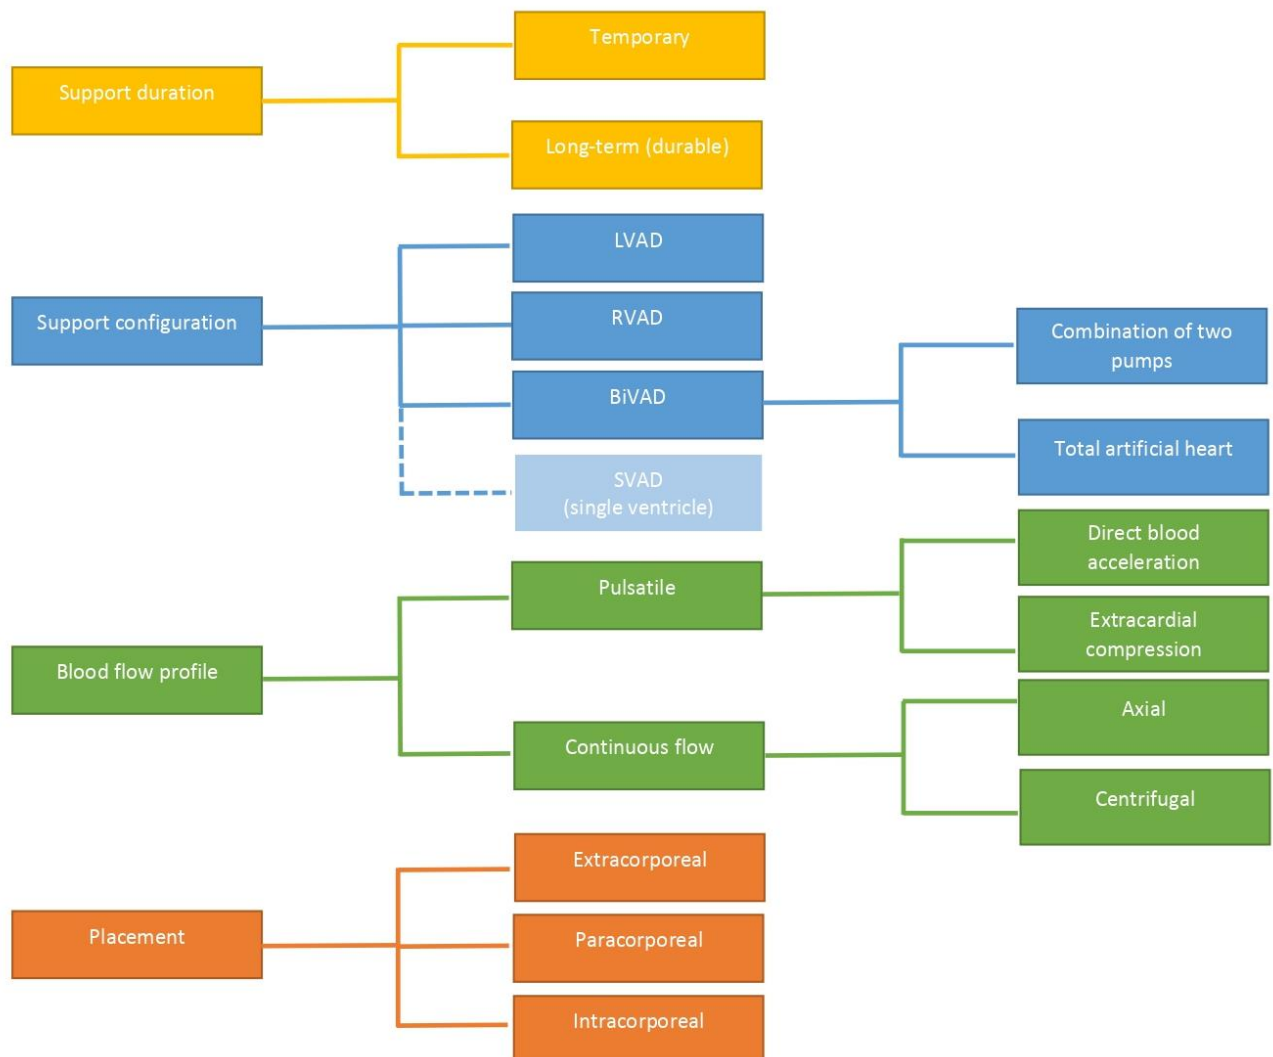 Temporary
Support duration
Long-term (durable)
LVAD
Support configuration
RVAD
BiVAD
Combination of two
pumps
Total artificial heart
SVAD
(single ventricle)
Direct blood
acceleration
Pulsatile
Extracardial
compression
Blood flow profile
Continuous flow
Axial
Centrifugal
Extracorporeal
Placement
Paracorporeal
Intracorporeal